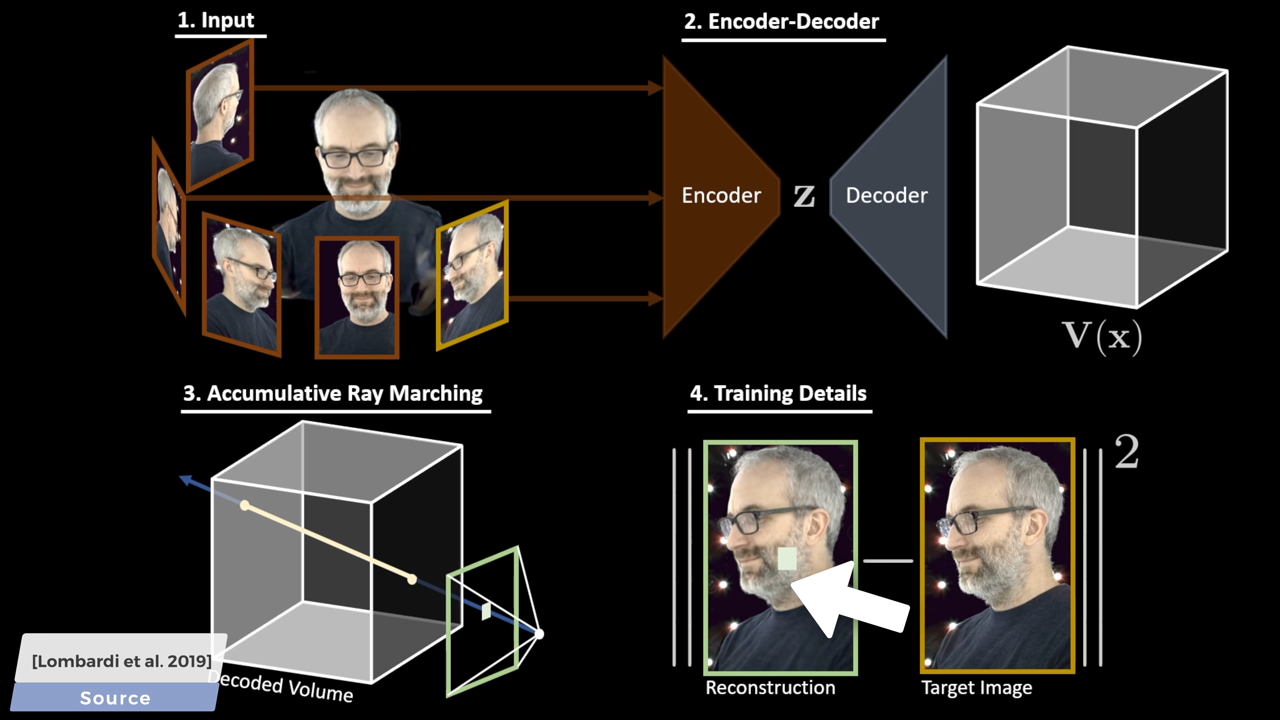 1. Input
2. Encoder-Decoder
Encoder
z
Decoder
V(x)
3. Accumulative Ray Marching
4. Training Details
2
[Lombardi et al. 2019]
Source
Decoded Volume
Reconstruction
Target Image